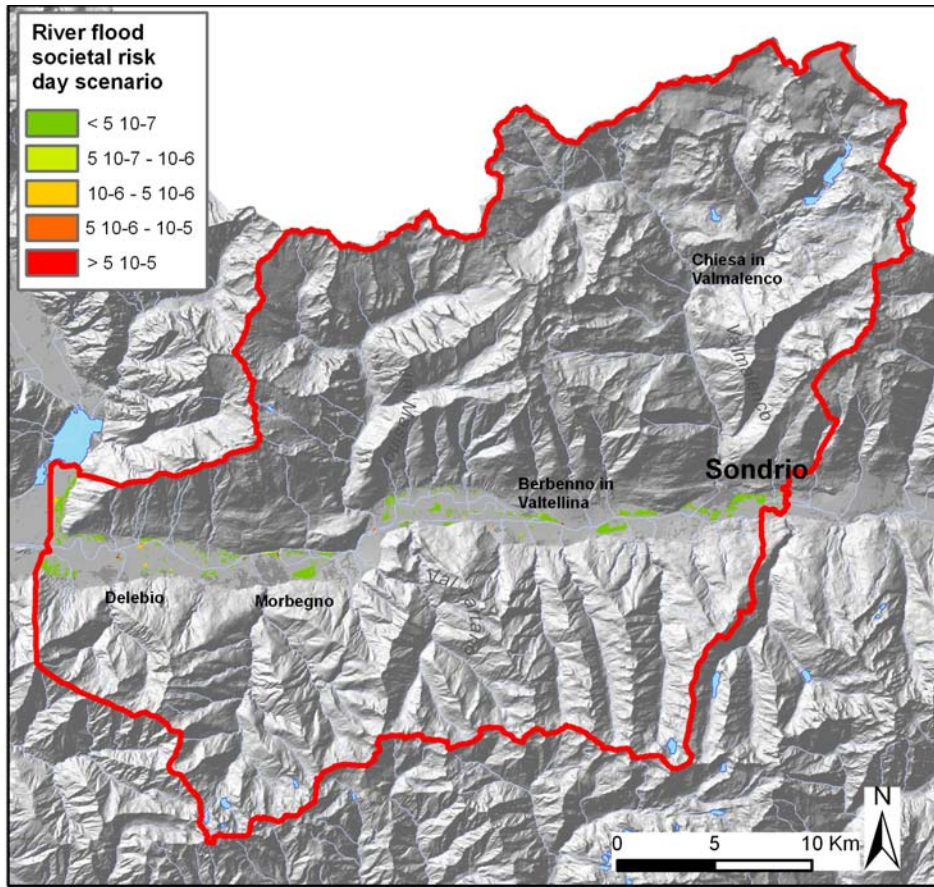 River flood
societal risk
day scenario
< 5 10-7
5 10-7 - 10-6
10-6 - 5 10-6
5 10-6 - 10-5
> 5 10-5
Chiesa in
Valmalenco
Sondrio
Berbenno in
Valtellina
Delebio
Morbegno
N
0 5 10 Km